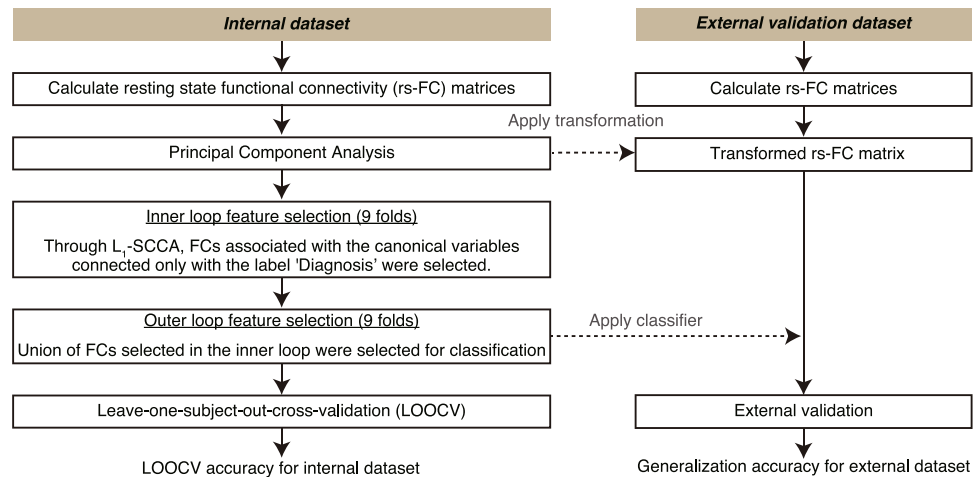 Internal dataset
Calculate resting state functional connectivity (rs-FC) matrices
Principal Component Analysis
Inner loop feature selection (9 folds)
Through L1-SCCA, FCs associated with the canonical variables
connected only with the label 'Diagnosis' were selected.
Outer loop feature selection (9 folds)
Union of FCs selected in the inner loop were selected for classification
Leave-one-subject-out-cross-validation (LOOCV)
LOOCV accuracy for internal dataset
Apply transformation
Apply classifier
External validation dataset
Calculate rs-FC matrices
Transformed rs-FC matrix
External validation
Generalization accuracy for external dataset